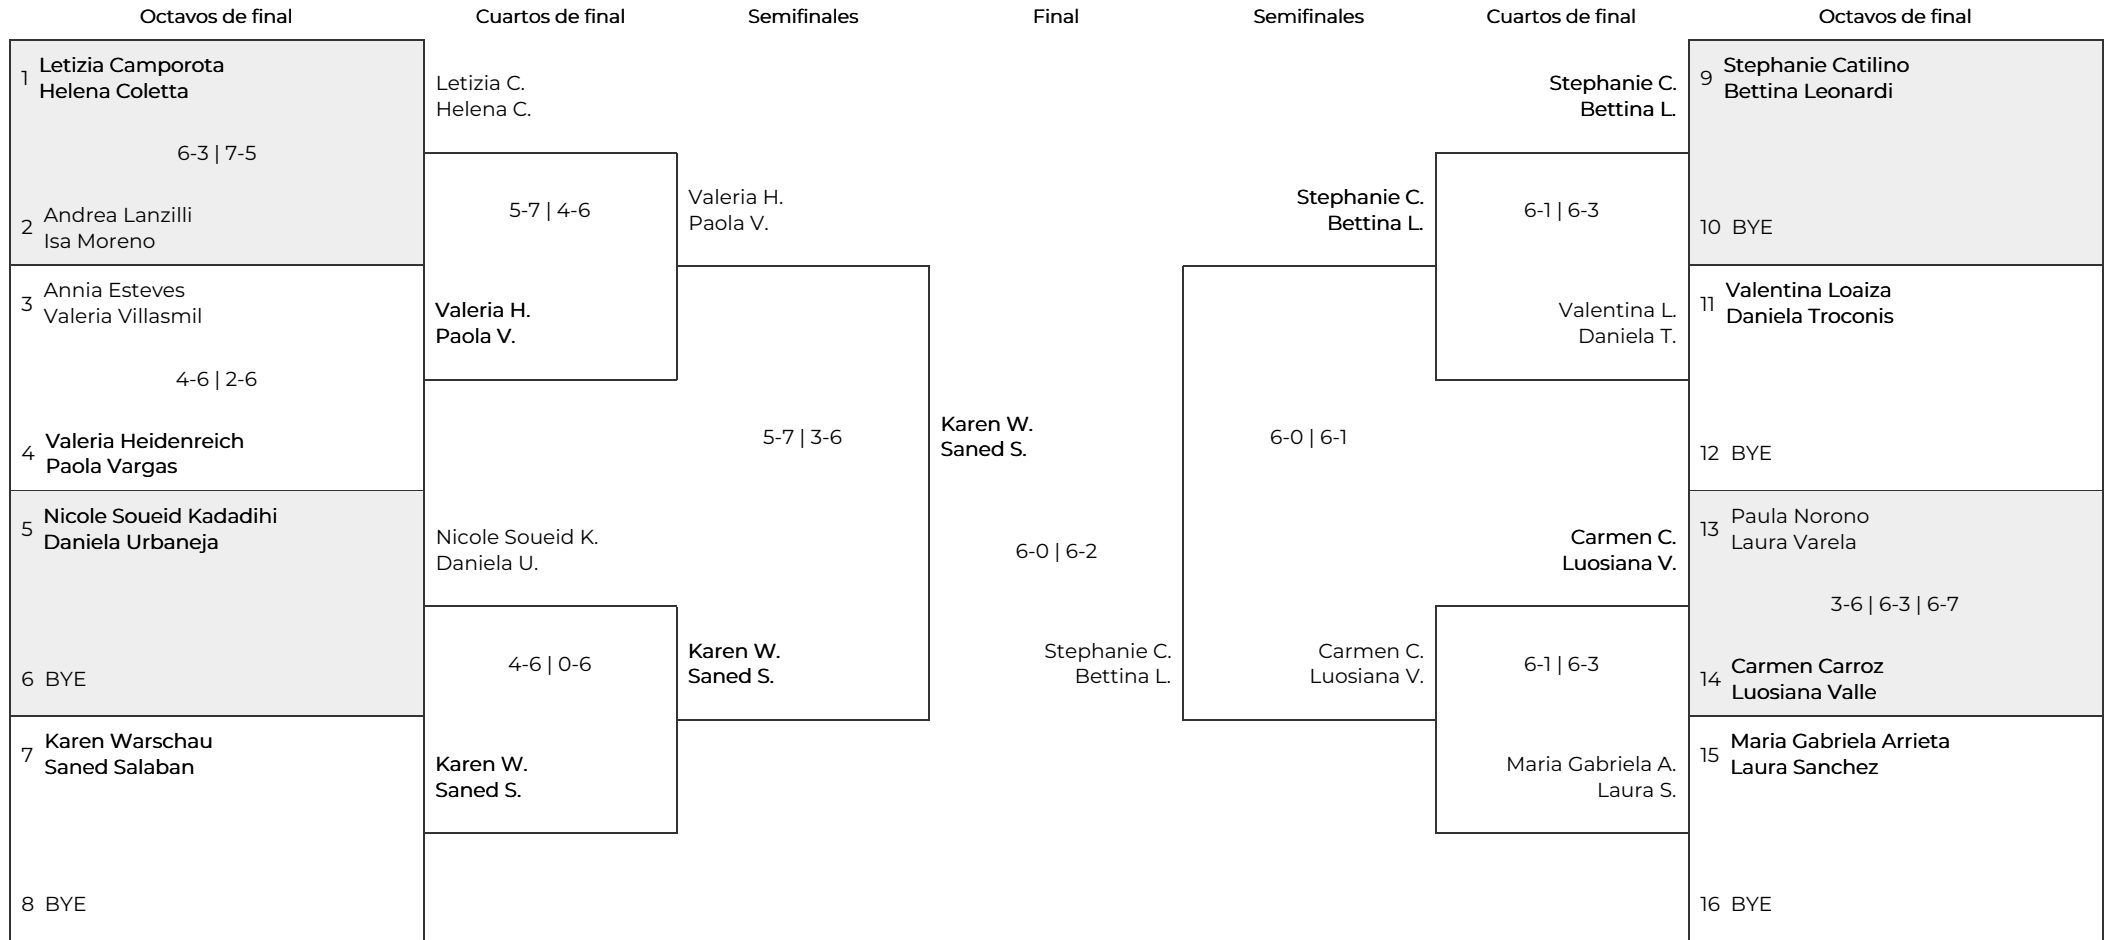 Octavos de final
Cuartos de final
Semifinales
Final
Semifinales
Cuartos de final
Octavos de final
1
Letizia Camporota
Helena Coletta
6-3 | 7-5
2
Andrea Lanzilli
Isa Moreno
3
Annia Esteves
Valeria Villasmil
4-6 | 2-6
4
Valeria Heidenreich
Paola Vargas
5
Nicole Soueid Kadadihi
Daniela Urbaneja
6 BYE
7
Karen Warschau
Saned Salaban
8 BYE
Letizia C.
Helena C.
5-7 | 4-6
Valeria H.
Paola V.
Nicole Soueid K.
Daniela U.
4-6 | 0-6
Karen W.
Saned S.
Valeria H.
Paola V.
5-7 | 3-6
Karen W.
Saned S.
Karen W.
Saned S.
6-0 | 6-2
Stephanie C.
Bettina L.
Stephanie C.
Bettina L.
6-0 | 6-1
Carmen C.
Luosiana V.
Stephanie C.
Bettina L.
6-1 | 6-3
Valentina L.
Daniela T.
Carmen C.
Luosiana V.
6-1 | 6-3
Maria Gabriela A.
Laura S.
9
Stephanie Catilino
Bettina Leonardi
10 BYE
11
Valentina Loaiza
Daniela Troconis
12 BYE
13
Paula Norono
Laura Varela
3-6 | 6-3 | 6-7
14
Carmen Carroz
Luosiana Valle
15
Maria Gabriela Arrieta
Laura Sanchez
16 BYE